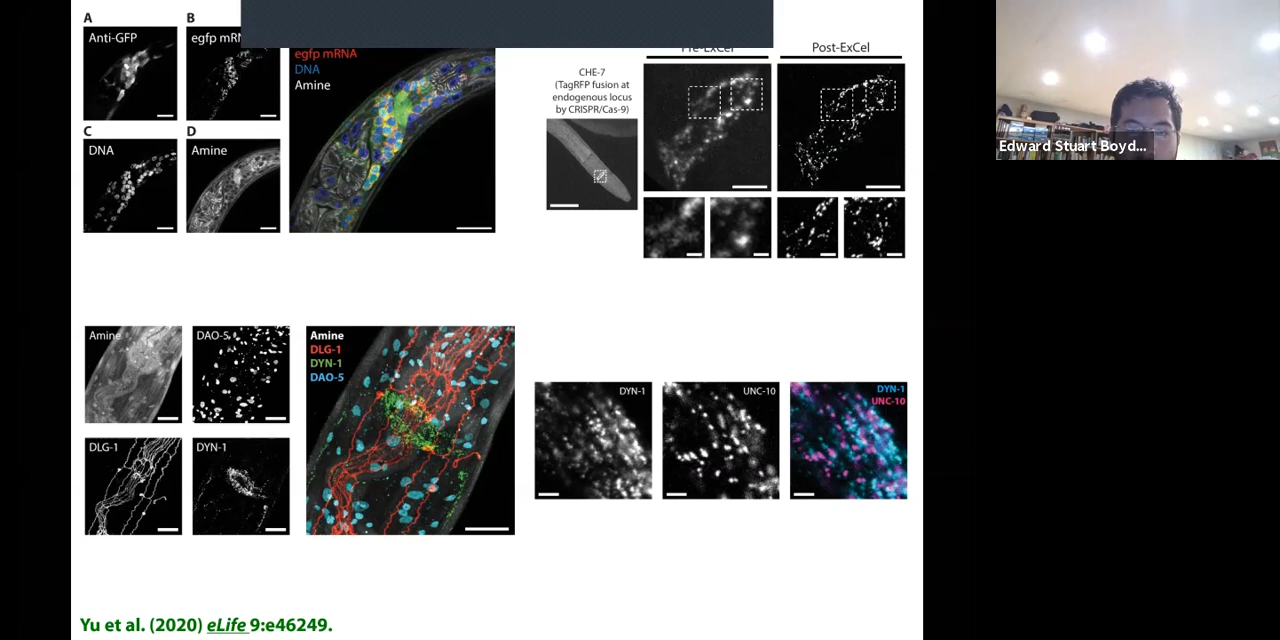 A
B
Anti-GFP
egfp
egfp mRNA
DNA
Amine
C
D
DNA
Amine
CHE-7
(TagRFP fusion at
endogenous locus
by CRISPR/Cas-9)
Pre-ExCel
Post-ExCel
Edward Stuart Boyd...
Amine
DAO-5
DLG-1
DYN-1
Amine
DLG-1
DYN-1
DAO-5
DYN-1
UNC-10
DYN-1
UNC-10
Yu et al. (2020) eLife 9:e46249.